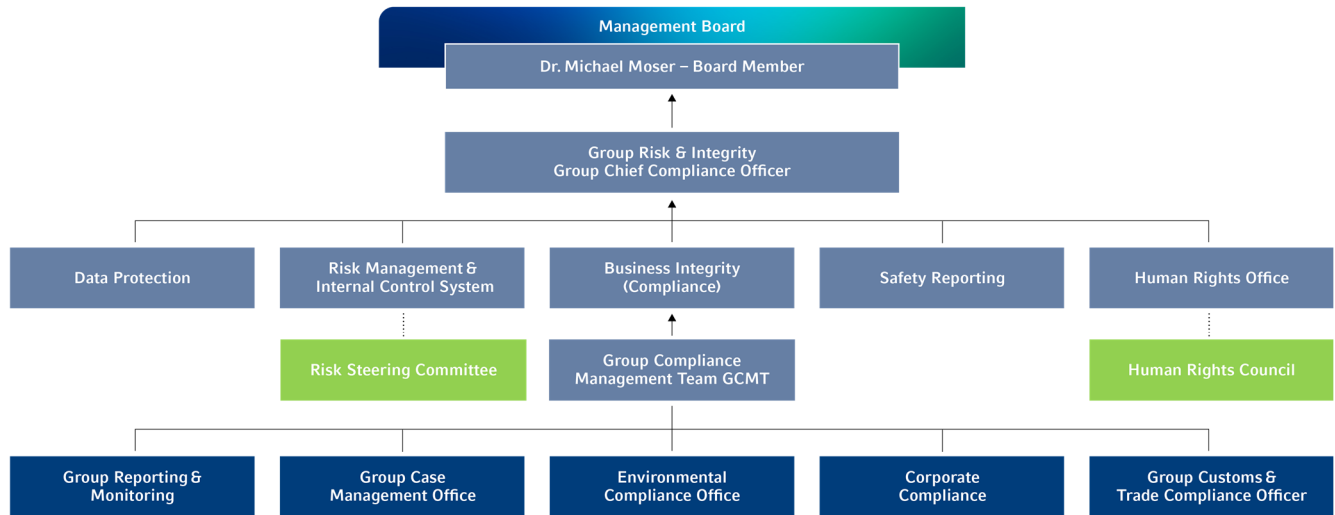 Management Board
Dr. Michael Moser – Board Member
Group Risk & Integrity
Group Chief Compliance Officer
Data Protection
Risk Management &
Internal Control System
Business Integrity
(Compliance)
Safety Reporting
Human Rights Office
Risk Steering Committee
Group Compliance
Management Team GCMT
Human Rights Council
Group Reporting &
Monitoring
Group Case
Management Office
Environmental
Compliance Office
Corporate
Compliance
Group Customs &
Trade Compliance Officer